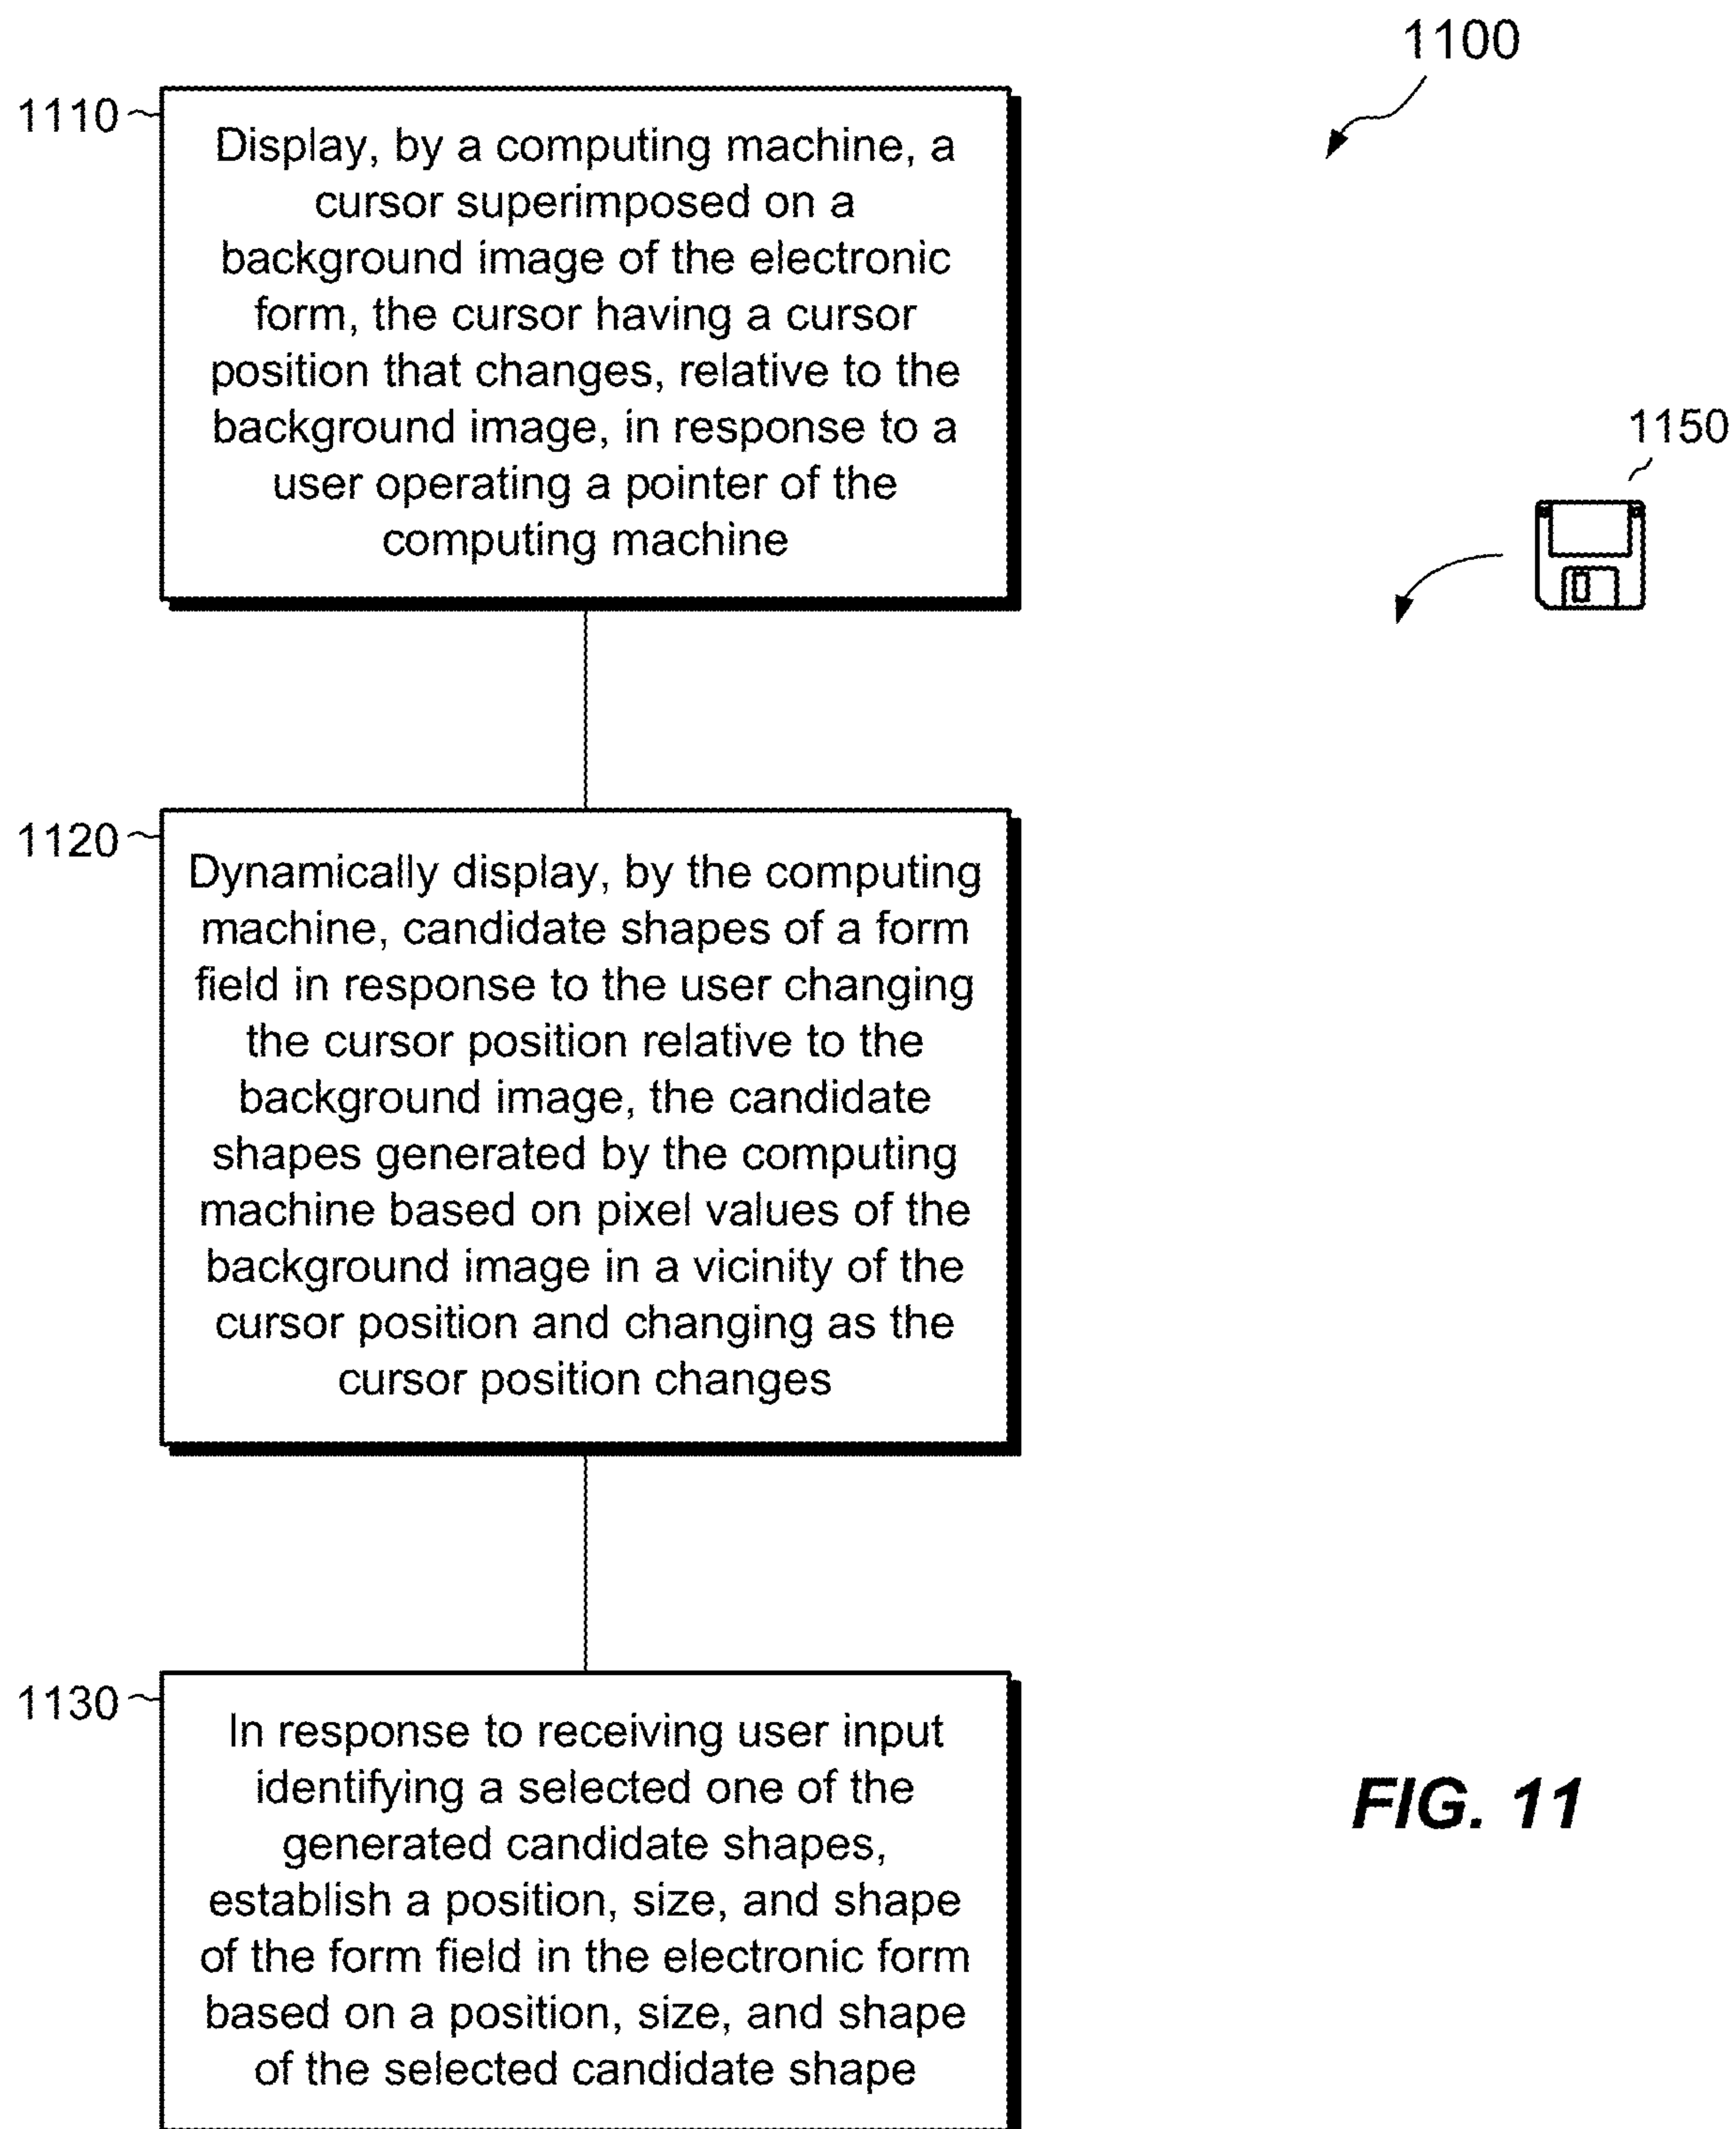 1100
1110
Display, by a computing machine, a
cursor superimposed on a
background image of the electronic
form, the cursor having a cursor
position that changes, relative to the
background image, in response to a
user operating a pointer of the
computing machine
1150
1120
Dynamically display, by the computing
machine, candidate shapes of a form
field in response to the user changing
the cursor position relative to the
background image, the candidate
shapes generated by the computing
machine based on pixel values of the
background image in a vicinity of the
cursor position and changing as the
cursor position changes
1130
In response to receiving user input
identifying a selected one of the
generated candidate shapes,
establish a position, size, and shape
of the form field in the electronic form
based on a position, size, and shape
of the selected candidate shape
FIG. 11